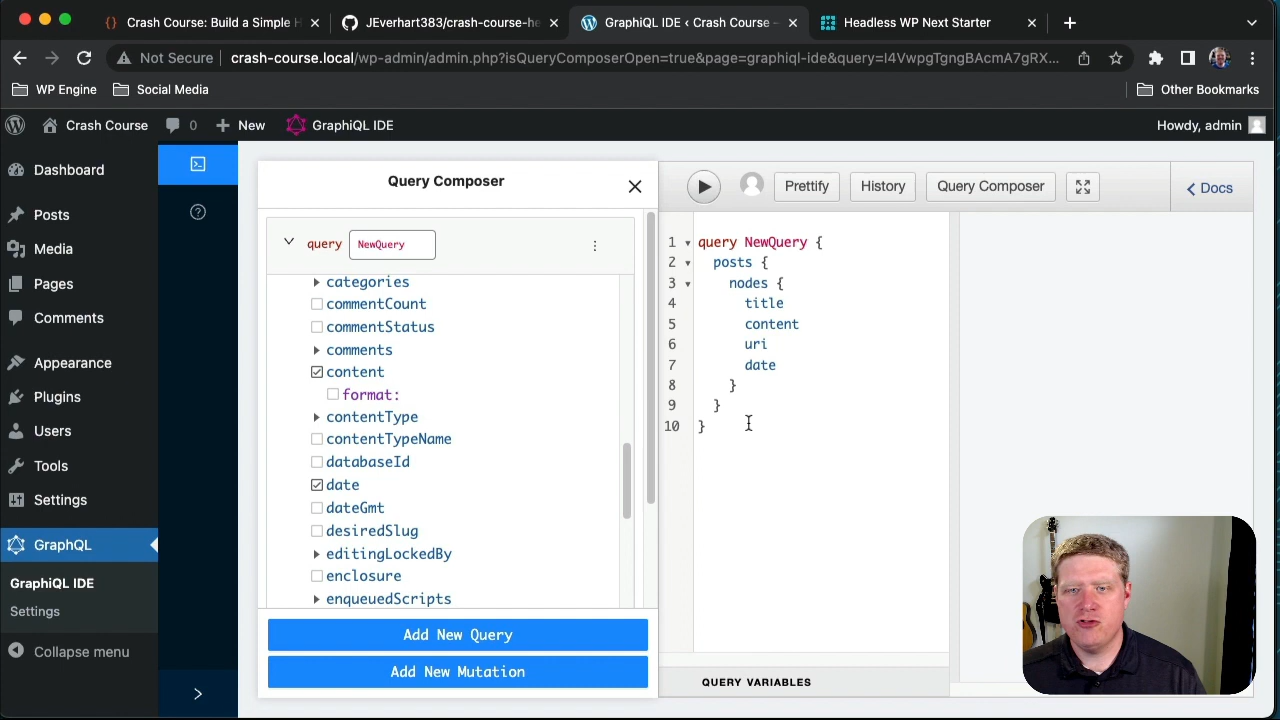 Crash Course: Build a Simple H
JEverhart383/crash-course-he
GraphiQL IDE ‹ Crash Course –
Headless WP Next Starter
Not Secure
crash-course.local/wp-admin/admin.php?isQueryComposerOpen=true&page=graphiql-ide&query=I4VwpgTgngBAcmA7gRX...
WP Engine
Social Media
Other Bookmarks
Crash Course
0
New
GraphiQL IDE
Howdy, admin
Dashboard
Posts
Media
Pages
Comments
Appearance
Plugins
Users
Tools
Settings
GraphQL
GraphiQL IDE
Settings
Collapse menu
Query Composer
query NewQuery
categories
commentCount
commentStatus
comments
content
format:
contentType
contentTypeName
databaseId
date
dateGmt
desiredSlug
editingLockedBy
enclosure
enqueuedScripts
Add New Query
Add New Mutation
Prettify
History
Query Composer
Docs
1 query NewQuery {
2 posts {
3 nodes {
4 title
5 content
6 uri
7 date
8 }
9 }
10 }
QUERY VARIABLES